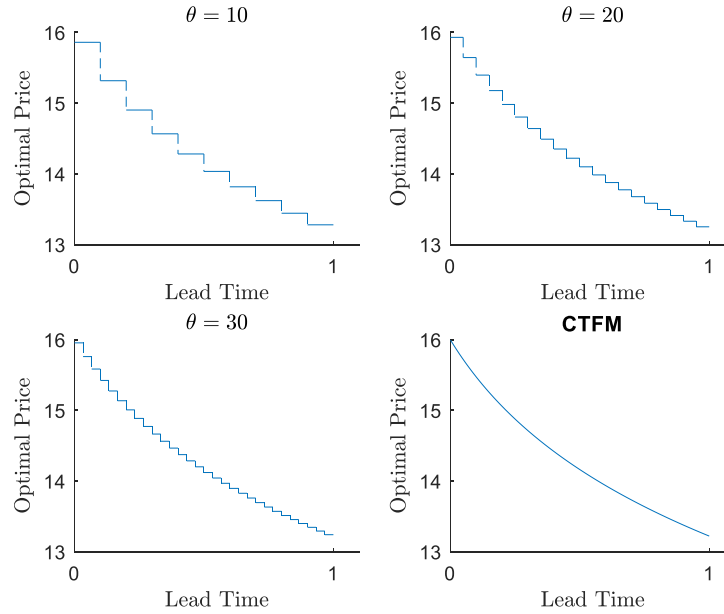 θ = 10
16
15
14
13
Optimal Price
0
1
Lead Time
θ = 20
16
15
14
13
Optimal Price
0
1
Lead Time
θ = 30
16
15
14
13
Optimal Price
0
1
Lead Time
CTFM
16
15
14
13
Optimal Price
0
1
Lead Time